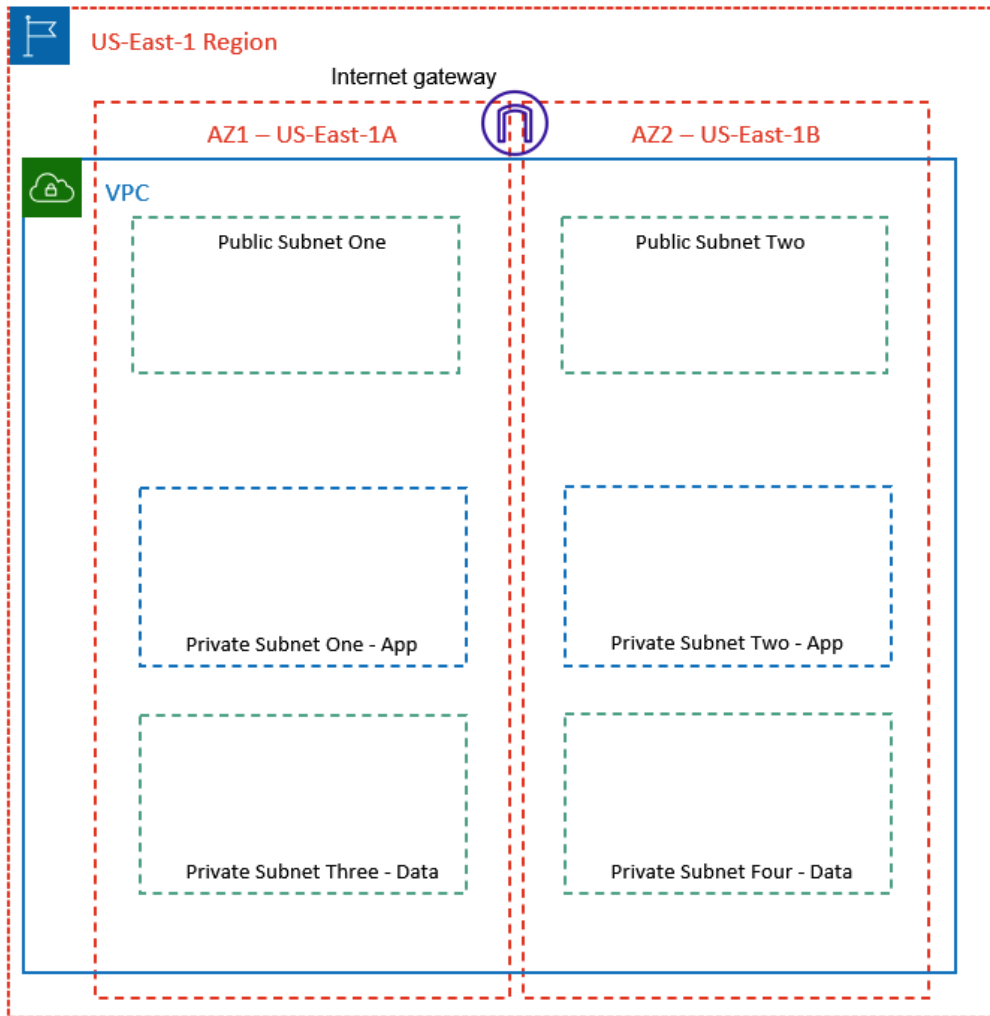 US-East-1 Region
Internet gateway
AZ1 – US-East-1A
AZ2 – US-East-1B
VPC
Public Subnet One
Public Subnet Two
Private Subnet One - App
Private Subnet Two - App
Private Subnet Three - Data
Private Subnet Four - Data